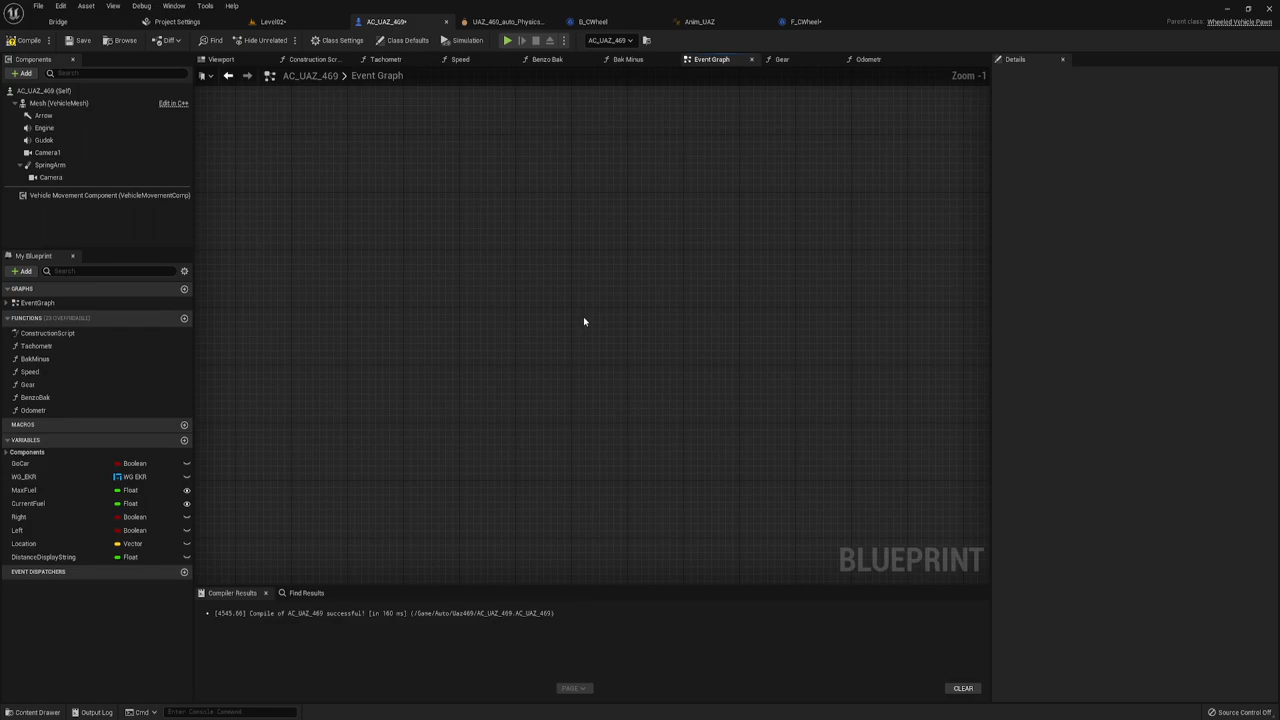 File Edit Asset View Debug Window Tools Help
Bridge Project Settings Level02* AC_UAZ_469* UAZ_469_auto_Physics... B_CWheel Anim_UAZ F_CWheel* Parent class: Wheeled Vehicle Pawn
Compile Save Browse Diff Find Hide Unrelated Class Settings Class Defaults Simulation AC_UAZ_469
Components Viewport Construction Scr... Tachometr Speed Benzo Bak Bak Minus Event Graph Gear Odometr Details
Add Search AC_UAZ_469 Event Graph Zoom -1
AC_UAZ_469 (Self)
Mesh (VehicleMesh) Edit in C++
Arrow
Engine
Gudok
Camera1
SpringArm
Camera
Vehicle Movement Component (VehicleMovementComp)
My Blueprint
Add Search
GRAPHS
EventGraph
FUNCTIONS (23 OVERRIDABLE)
ConstructionScript
Tachometr
BakMinus
Speed
Gear
BenzoBak
Odometr
MACROS
VARIABLES
Components
GoCar Boolean
WG_EKR WG EKR
MaxFuel Float
CurrentFuel Float
Right Boolean
Left Boolean
Location Vector
DistanceDisplayString Float
EVENT DISPATCHERS
BLUEPRINT
Compiler Results Find Results
[4545.66] Compile of AC_UAZ_469 successful! [in 160 ms] (/Game/Auto/Uaz469/AC_UAZ_469.AC_UAZ_469)
PAGE CLEAR
Content Drawer Output Log Cmd Enter Console Command Source Control Off